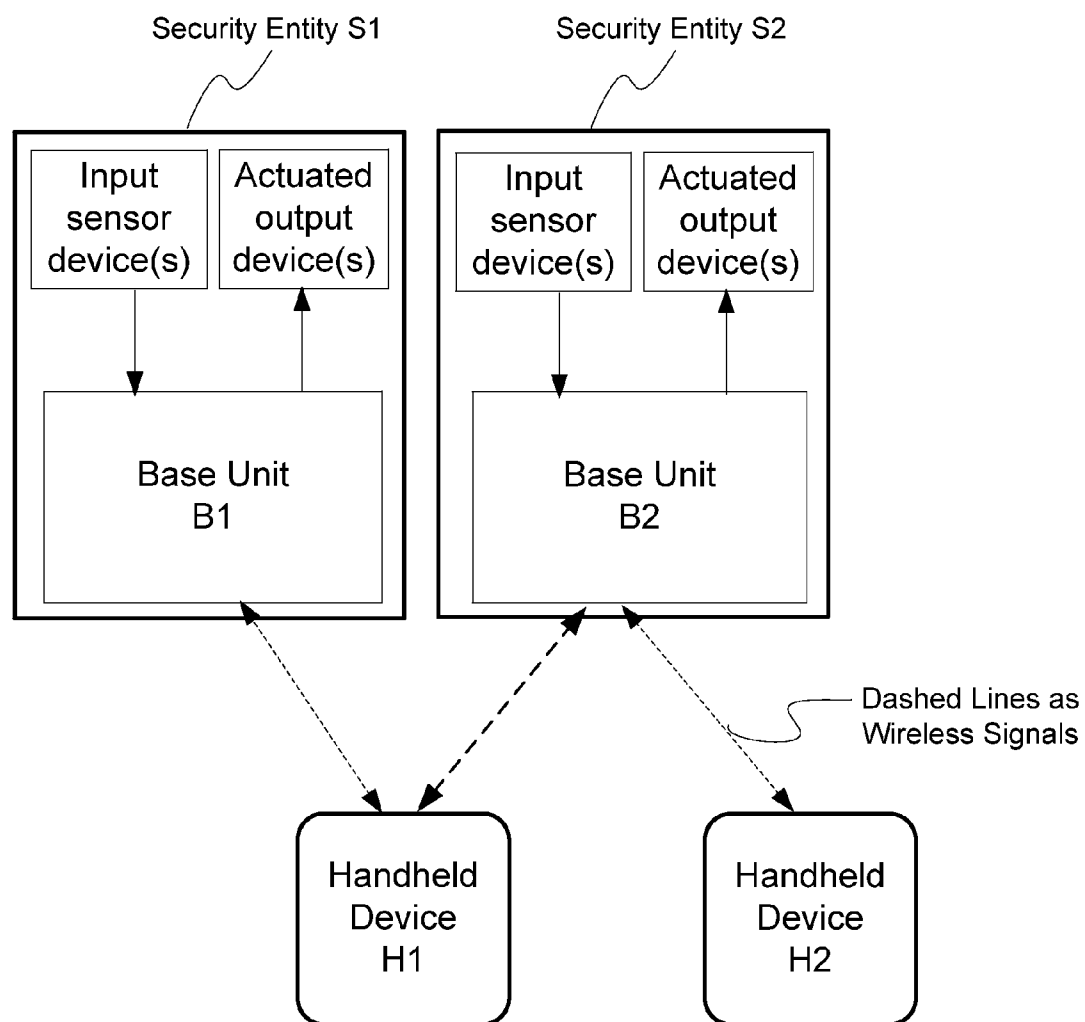 Security Entity S1
Security Entity S2
Input
sensor
device(s)
Actuated
output
device(s)
Input
sensor
device(s)
Actuated
output
device(s)
Base Unit
B1
Base Unit
B2
Dashed Lines as
Wireless Signals
Handheld
Device
H1
Handheld
Device
H2